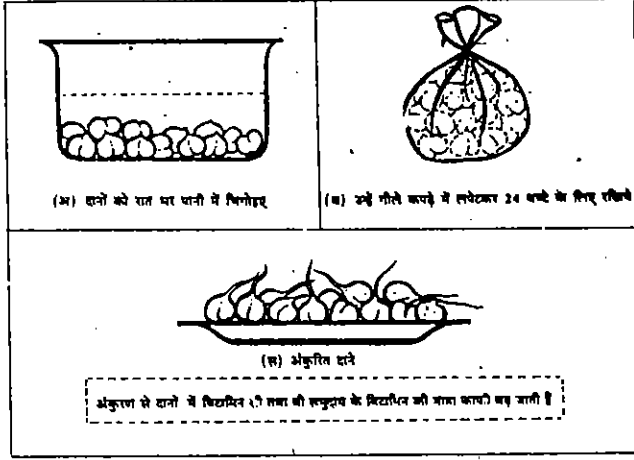 (अ) दानों को रात भर पानी में भिगोइए
(ब) उन्हें गीले कपड़े में लपेटकर 24 घण्टे के लिए रखिये
(स) अंकुरित दाने
अंकुरण से दानों में विटामिन सी तथा बी समुदाय के विटामिन की मात्रा काफी बढ़ जाती है